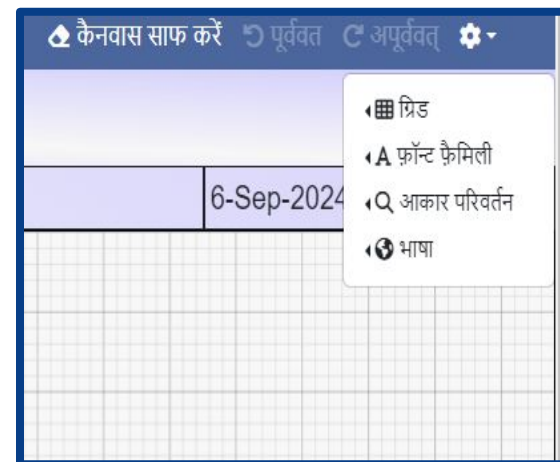 कैनवास साफ करें पूर्ववत अपूर्ववत्
ग्रिड
फ़ॉन्ट फ़ैमिली
6-Sep-2024
आकार परिवर्तन
भाषा